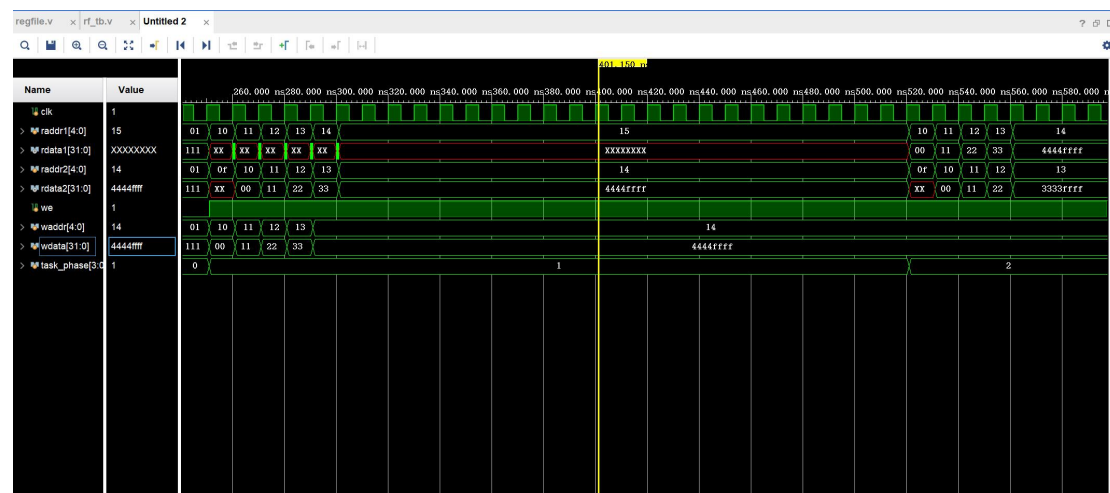 regfile.v × rf_tb.v × Untitled 2 ×
401.150 n
Name Value
260.000 ns 280.000 ns 300.000 ns 320.000 ns 340.000 ns 360.000 ns 380.000 ns 400.000 ns 420.000 ns 440.000 ns 460.000 ns 480.000 ns 500.000 ns 520.000 ns 540.000 ns 560.000 ns 580.000 ns
clk 1
raddr1[4:0] 15 01 10 11 12 13 14 15 10 11 12 13 14
rdata1[31:0] XXXXXXXX 111 XX XX XX XX XX XXXXXXXX 00 11 22 33 4444ffff
raddr2[4:0] 14 01 0f 10 11 12 13 14 0f 10 11 12 13
rdata2[31:0] 4444ffff 111 XX 00 11 22 33 4444ffff XX 00 11 22 3333ffff
we 1
waddr[4:0] 14 01 10 11 12 13 14
wdata[31:0] 4444ffff 111 00 11 22 33 4444ffff
task_phase[3:0 1 0 1 2